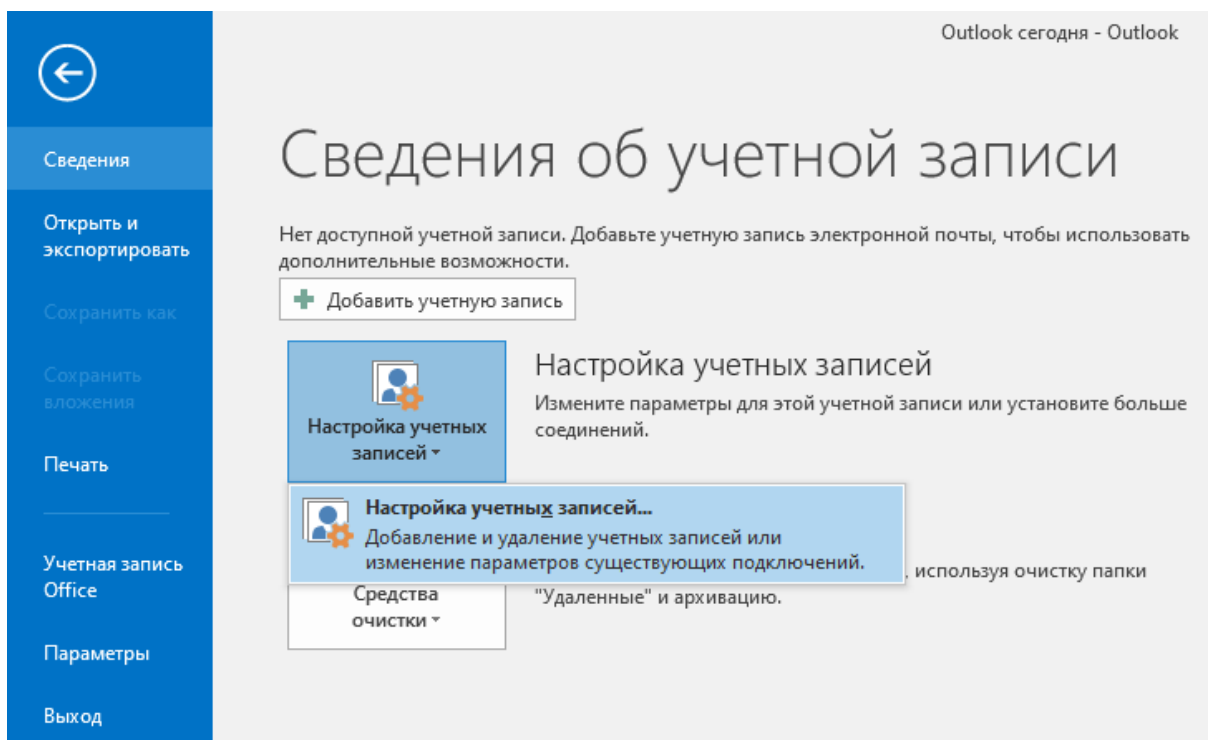 Outlook сегодня - Outlook
Сведения
Открыть и
экспортировать
Сохранить как
Сохранить
вложения
Печать
Учетная запись
Office
Параметры
Выход
Сведения об учетной записи
Нет доступной учетной записи. Добавьте учетную запись электронной почты, чтобы использовать
дополнительные возможности.
Добавить учетную запись
Настройка учетных
записей
Настройка учетных записей
Измените параметры для этой учетной записи или установите больше
соединений.
Настройка учетных записей...
Добавление и удаление учетных записей или
изменение параметров существующих подключений.
Средства
очистки
, используя очистку папки
"Удаленные" и архивацию.